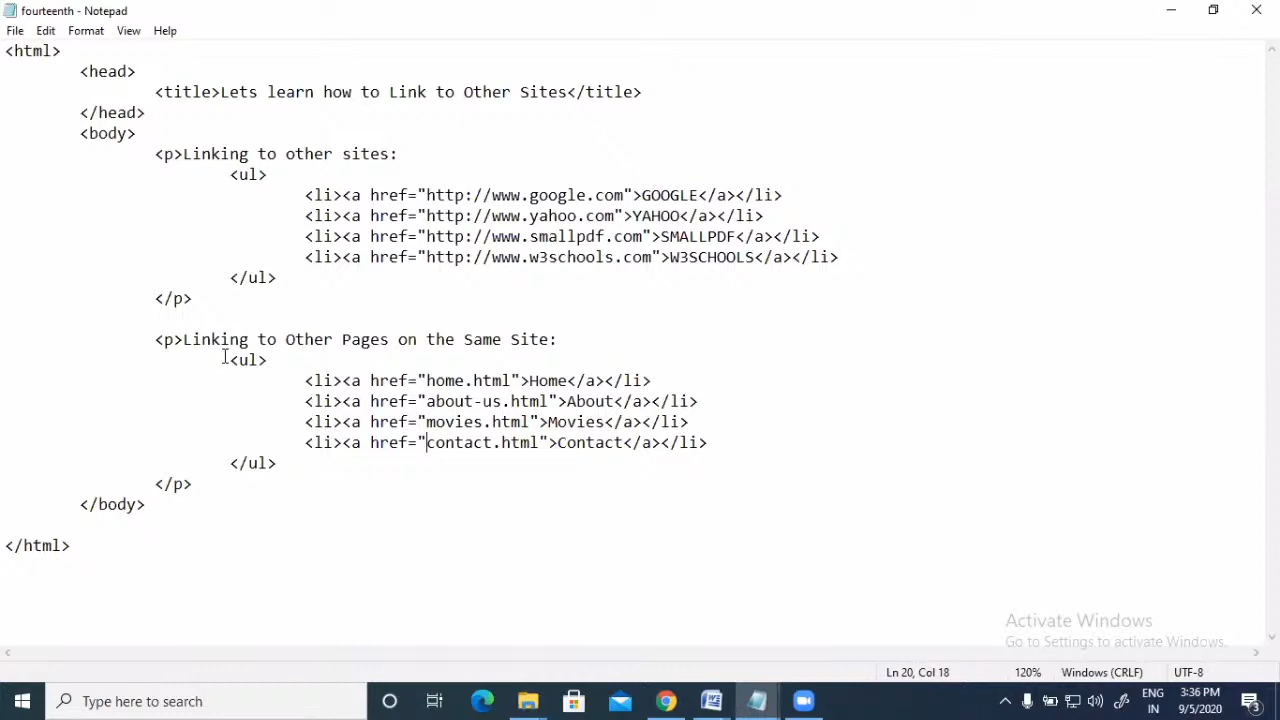 fourteenth - Notepad
File Edit Format View Help
<html>
<head>
<title>Lets learn how to Link to Other Sites</title>
</head>
<body>
<p>Linking to other sites:
<ul>
<li><a href="http://www.google.com">GOOGLE</a></li>
<li><a href="http://www.yahoo.com">YAHOO</a></li>
<li><a href="http://www.smallpdf.com">SMALLPDF</a></li>
<li><a href="http://www.w3schools.com">W3SCHOOLS</a></li>
</ul>
</p>
<p>Linking to Other Pages on the Same Site:
<ul>
<li><a href="home.html">Home</a></li>
<li><a href="about-us.html">About</a></li>
<li><a href="movies.html">Movies</a></li>
<li><a href="contact.html">Contact</a></li>
</ul>
</p>
</body>
</html>
Activate Windows
Go to Settings to activate Windows.
Ln 20, Col 18 120% Windows (CRLF) UTF-8
Type here to search
ENG 3:36 PM
IN 9/5/2020 3